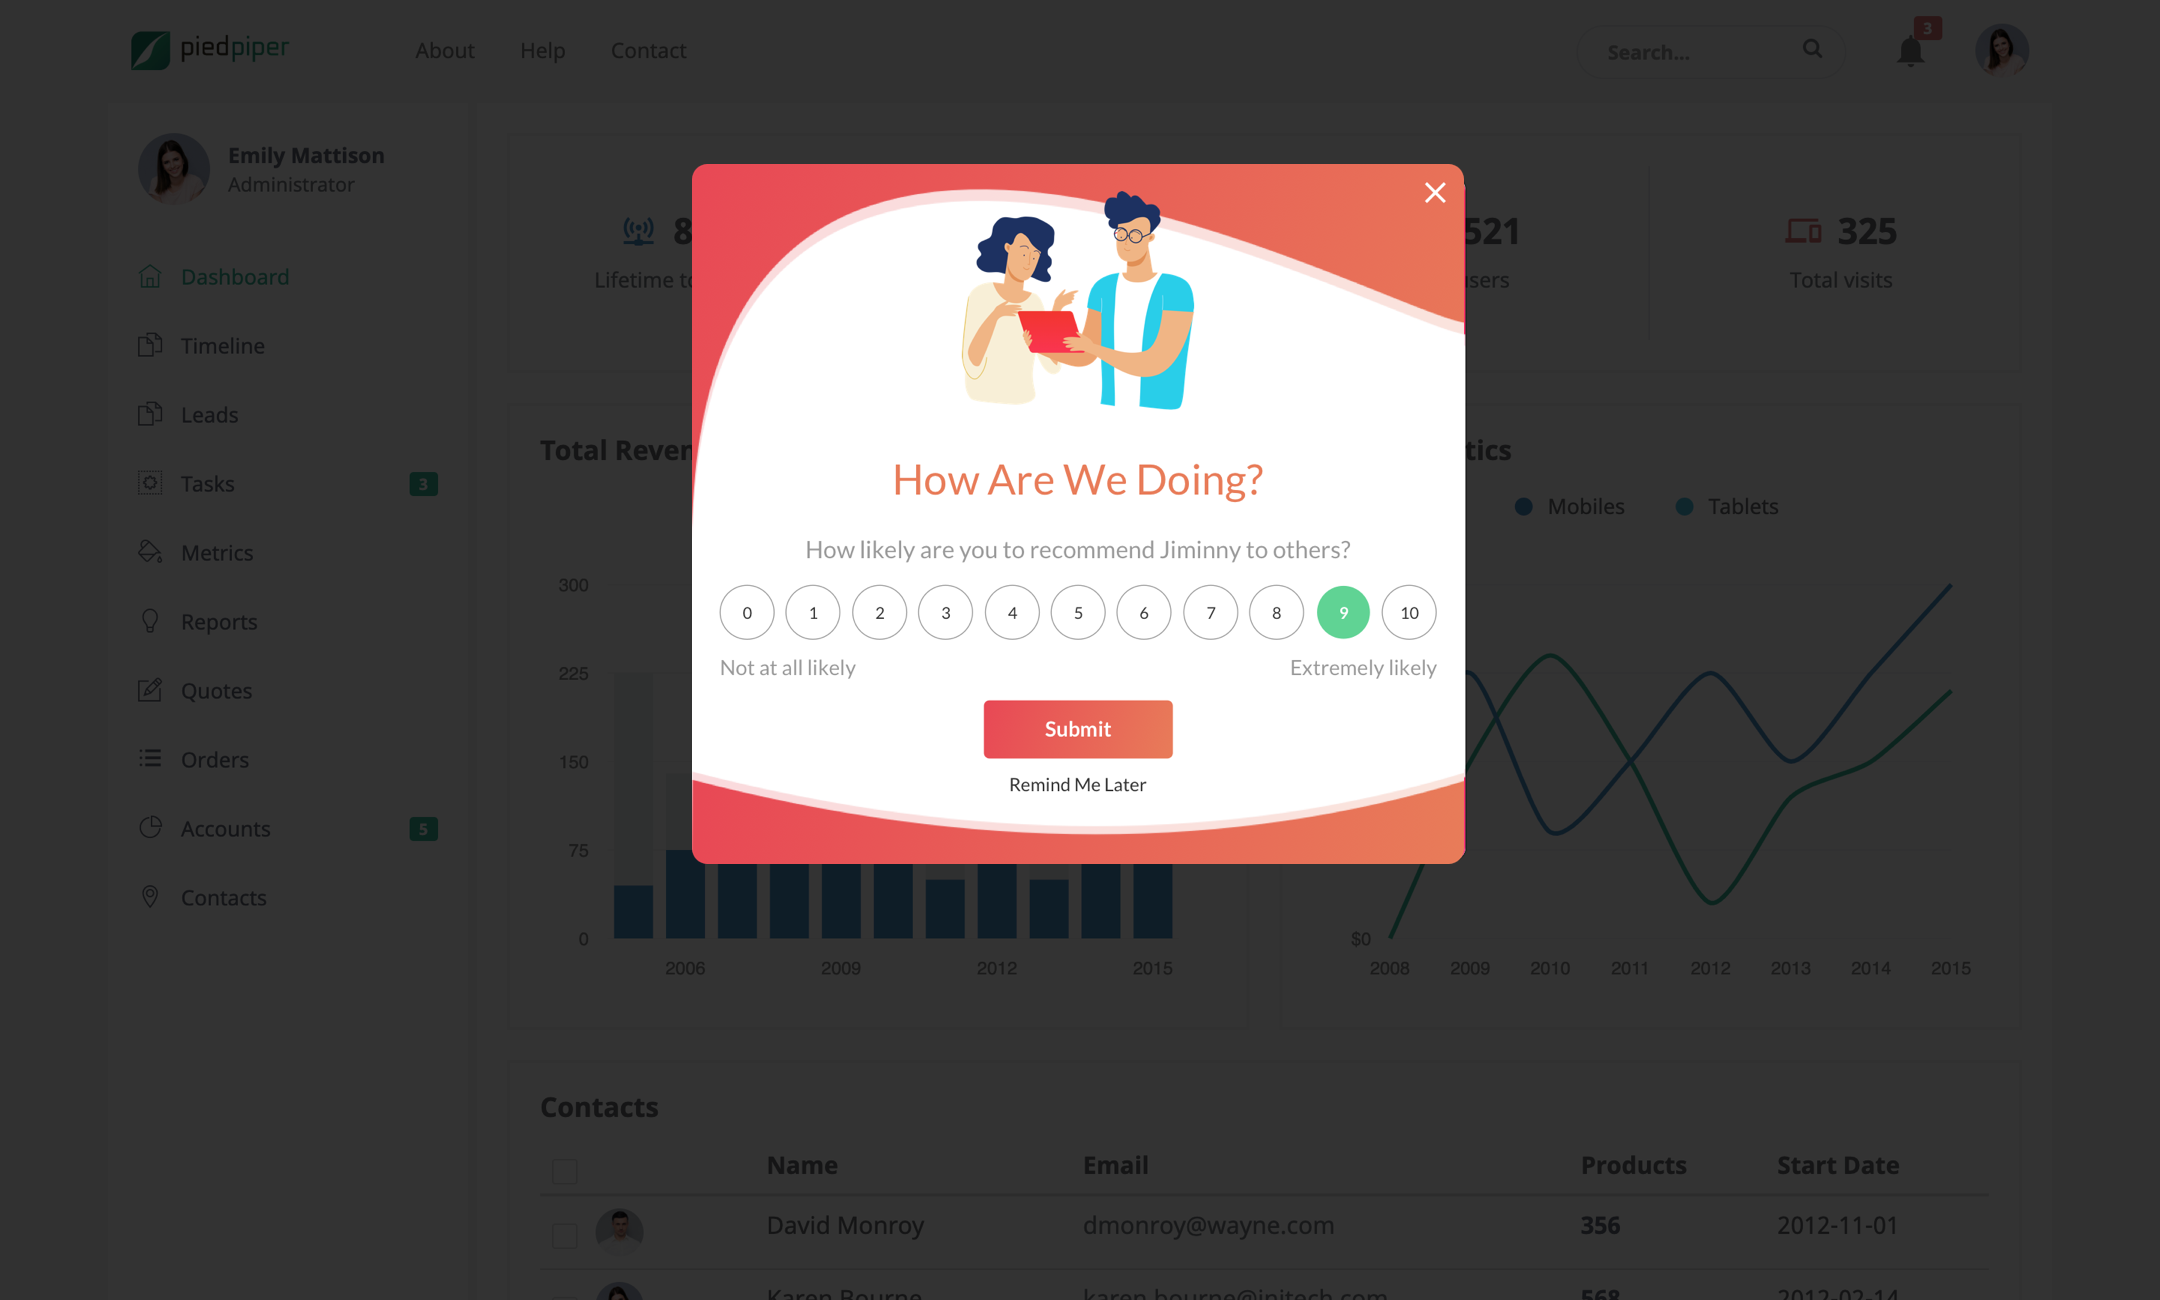 piedpiper
About
Help
Contact
Search...
3
Emily Mattison
Administrator
Dashboard
Timeline
Leads
Tasks
3
Metrics
Reports
Quotes
Orders
Accounts
5
Contacts
8
Lifetime
521
325
Total visits
How Are We Doing?
How likely are you to recommend Jiminny to others?
0 1 2 3 4 5 6 7 8 9 10
Not at all likely
Extremely likely
Submit
Remind Me Later
Total Reven
300
225
150
75
0
2006 2009 2012 2015
tics
Mobiles
Tablets
$0
2008 2009 2010 2011 2012 2013 2014 2015
Contacts
Name Email Products Start Date
David Monroy dmonroy@wayne.com 356 2012-11-01
Karen Bourne karen.bourne@initech.com 568 2012-02-14